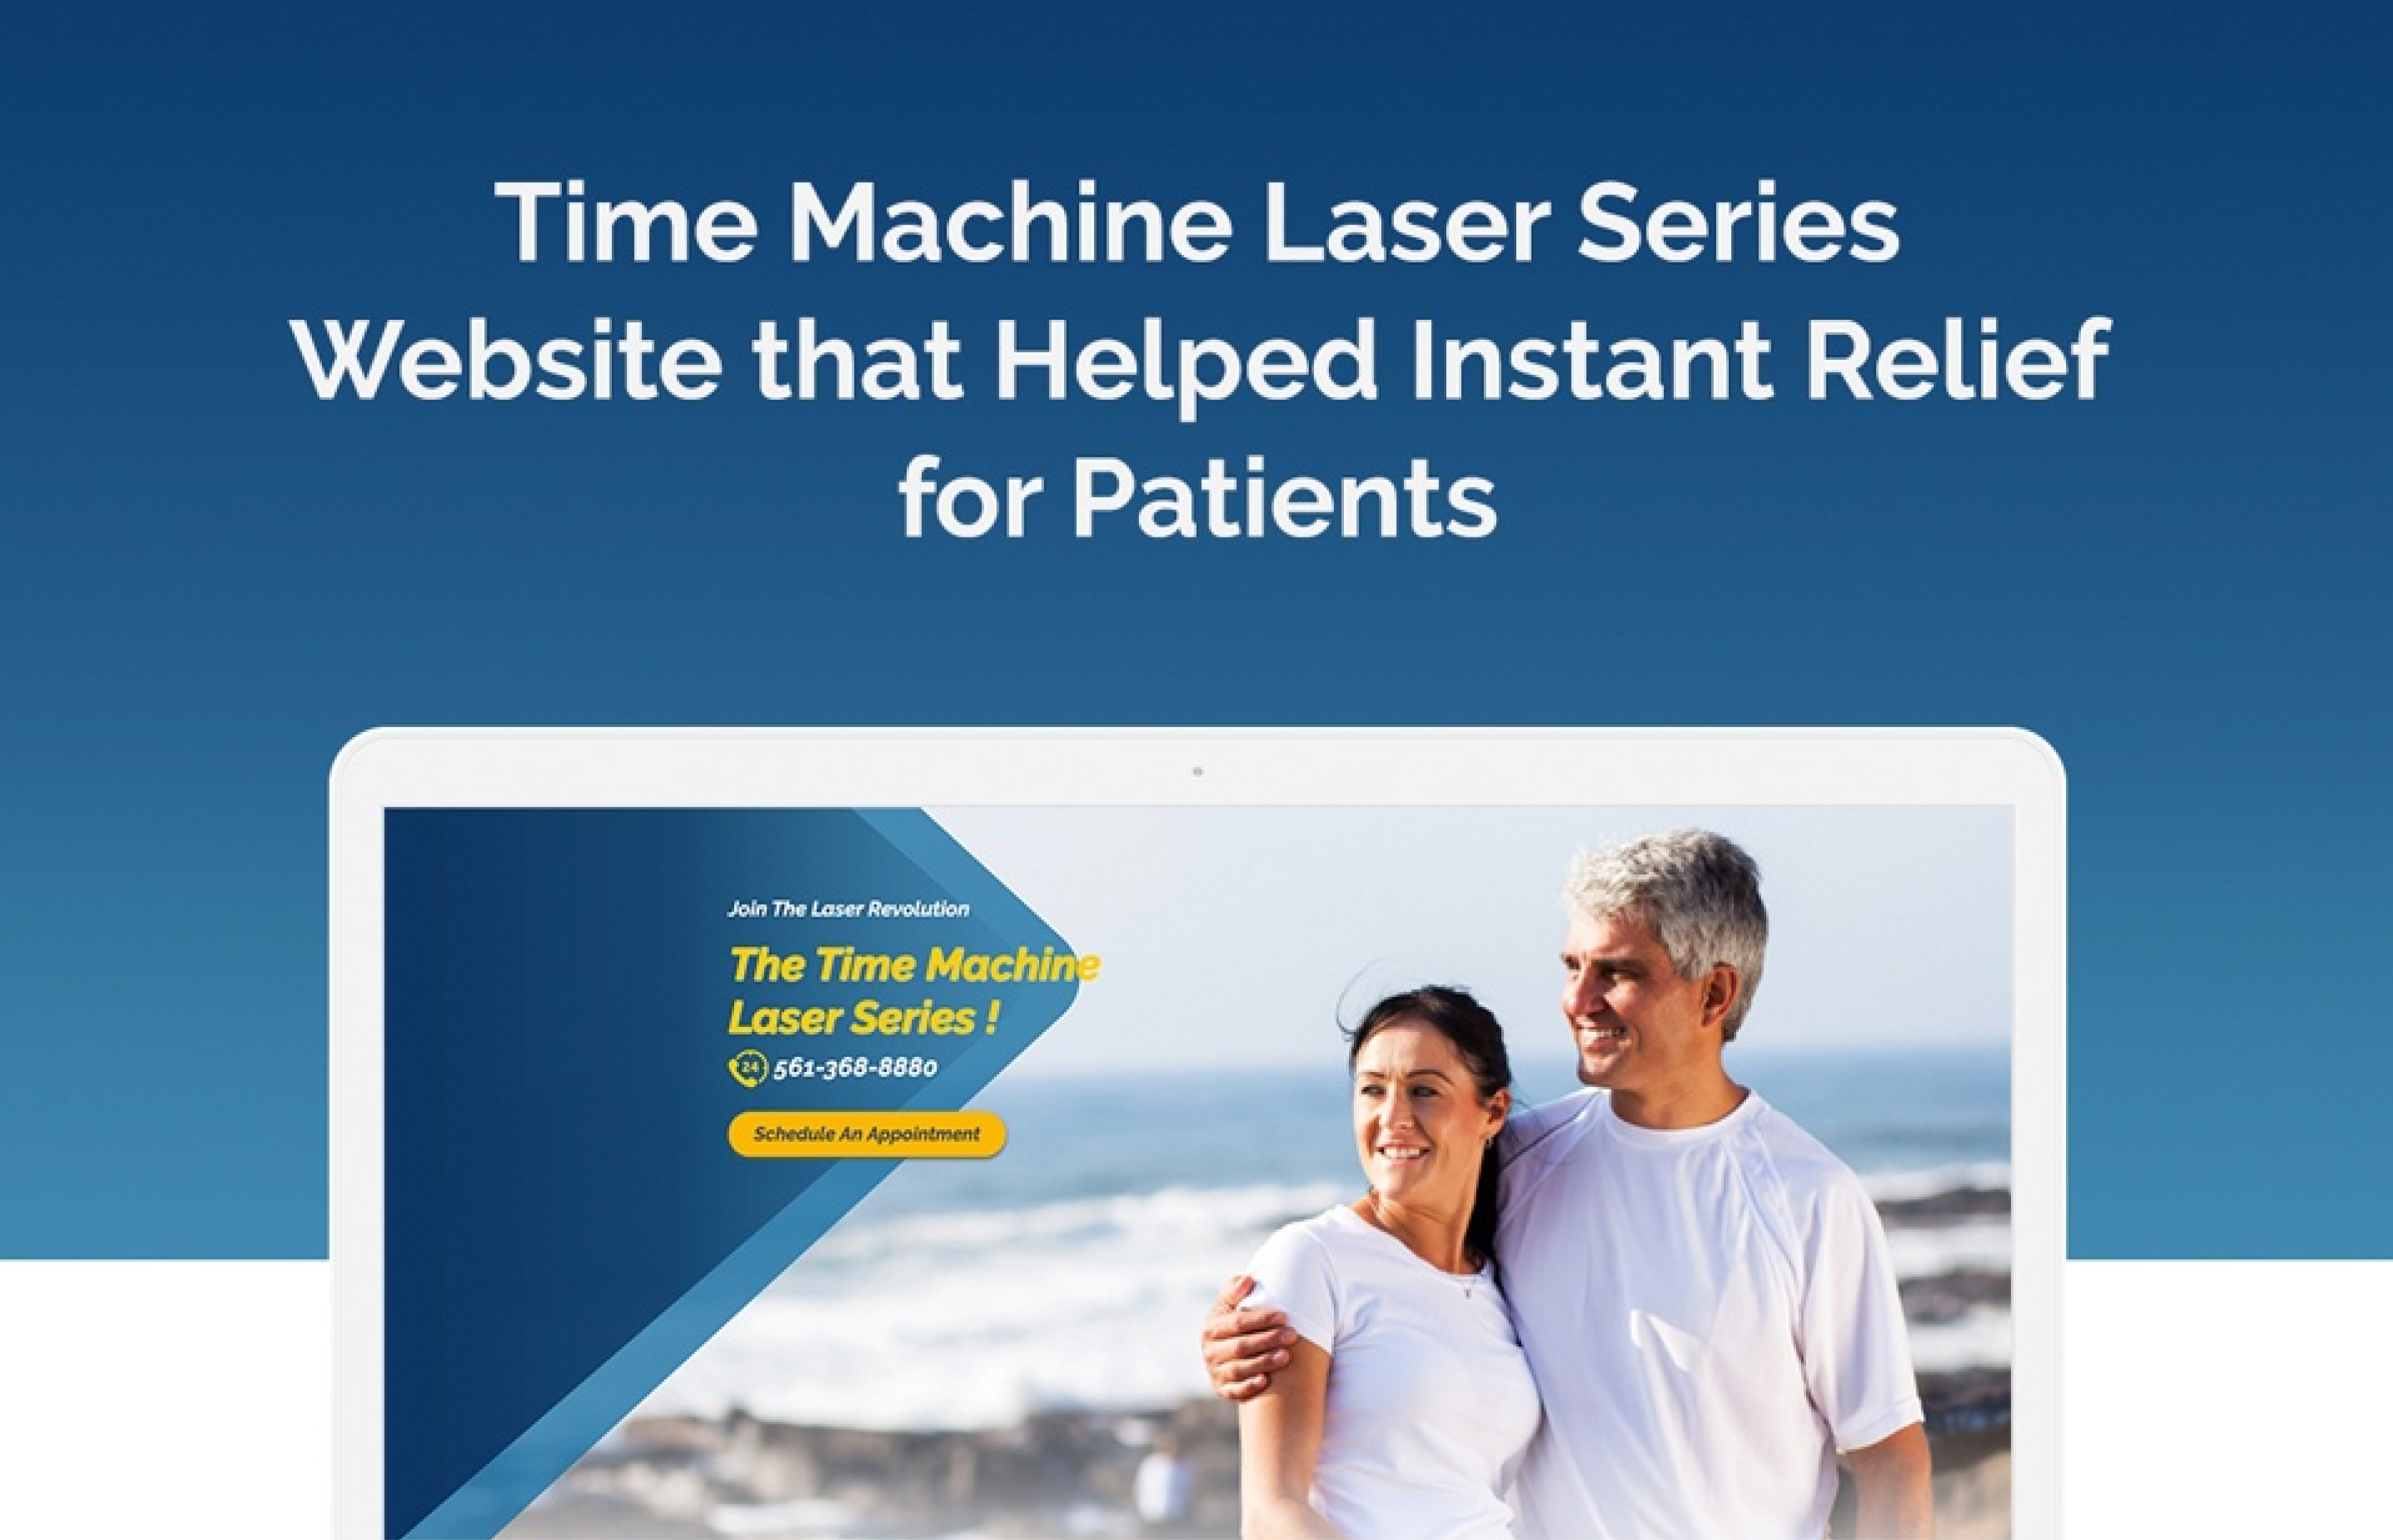 Time Machine Laser Series
Website that Helped Instant Relief
for Patients
Join The Laser Revolution
The Time Machine
Laser Series !
24 561-368-8880
Schedule An Appointment